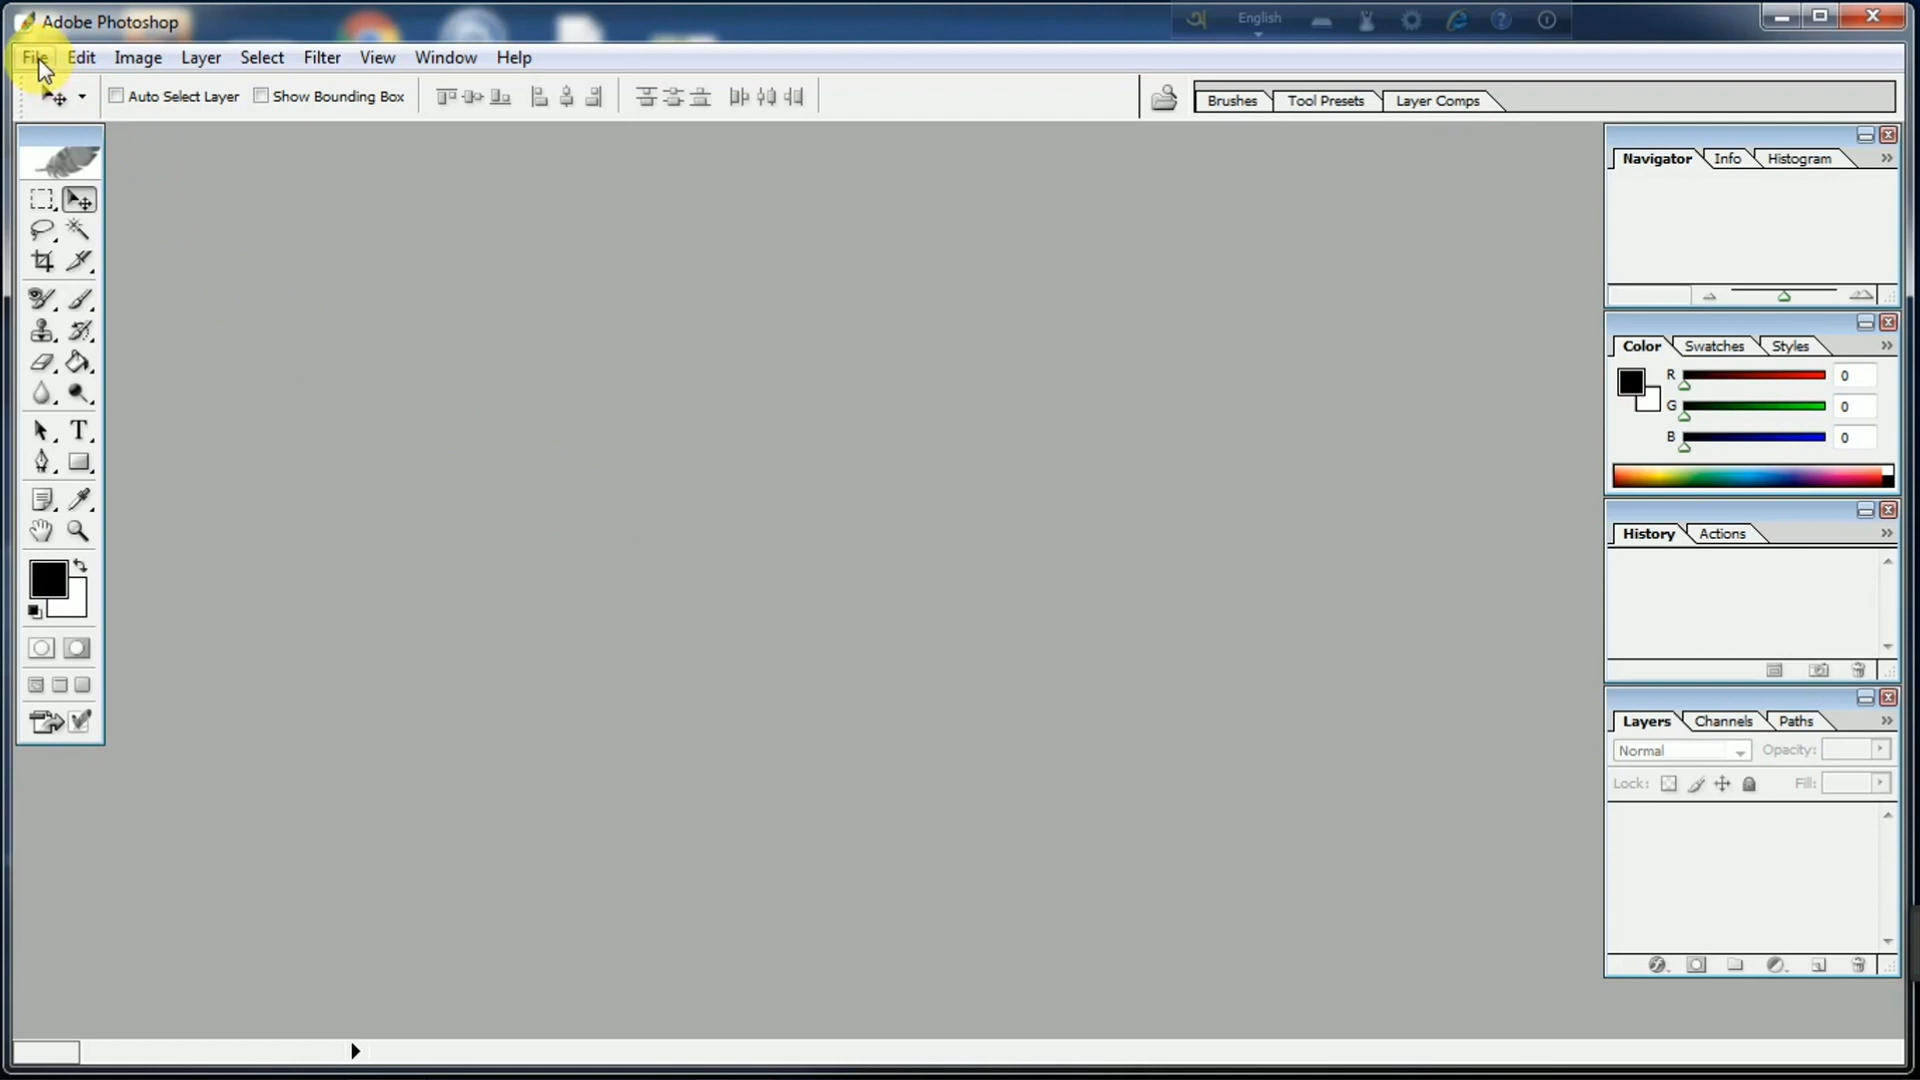 Adobe Photoshop
অ English
File Edit Image Layer Select Filter View Window Help
Auto Select Layer Show Bounding Box
Brushes Tool Presets Layer Comps
Navigator Info Histogram
Color Swatches Styles
R 0
G 0
B 0
T
History Actions
Layers Channels Paths
Normal Opacity:
Lock: Fill: